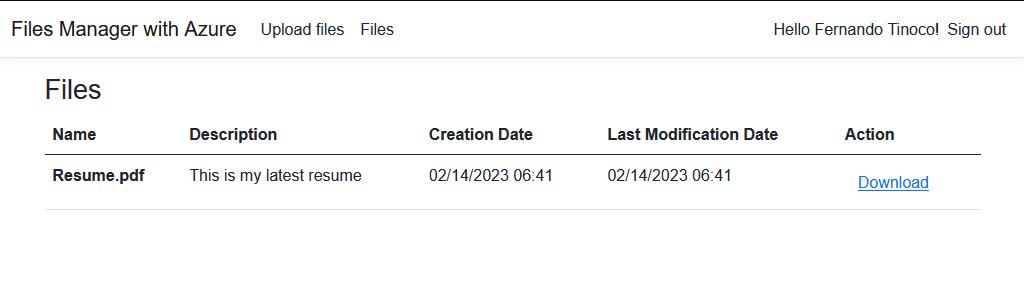 Files Manager with Azure Upload files Files Hello Fernando Tinoco! Sign out
Files
Name Description Creation Date Last Modification Date Action
Resume.pdf This is my latest resume 02/14/2023 06:41 02/14/2023 06:41 Download